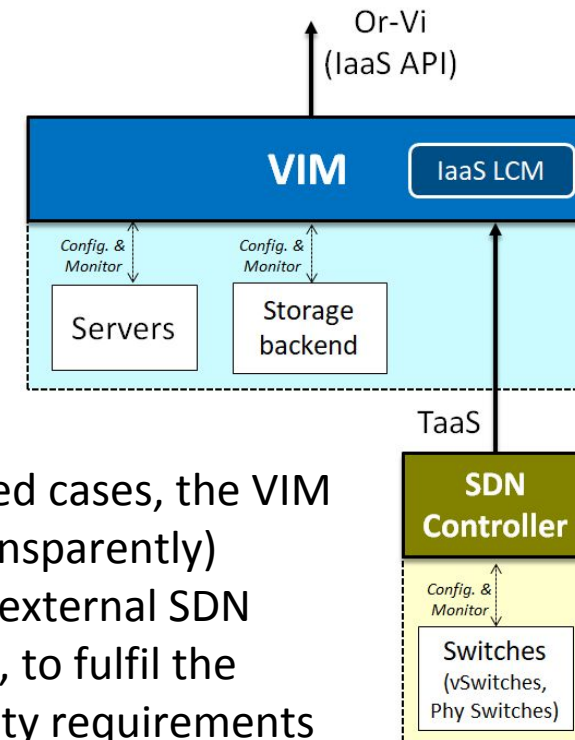 Or-Vi
(IaaS API)
VIM
IaaS LCM
Config. &
Monitor
Config. &
Monitor
Servers
Storage
backend
TaaS
ed cases, the VIM
nsparently)
external SDN
, to fulfil the
ty requirements
SDN
Controller
Config. &
Monitor
Switches
(vSwitches,
Phy Switches)